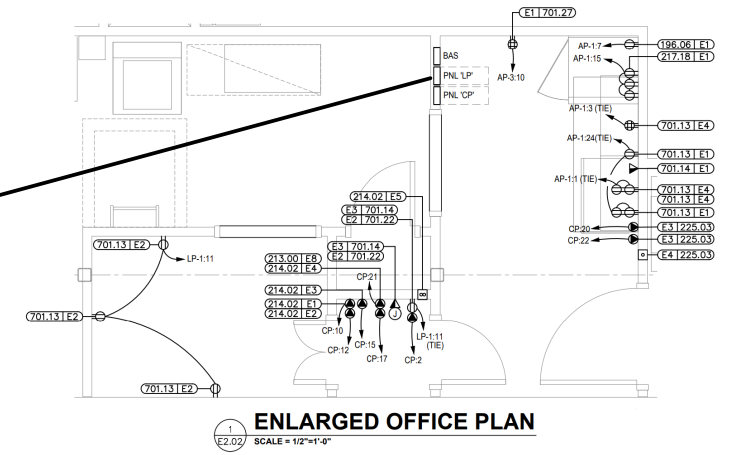 E1 | 701.27
BAS
PNL 'LP'
PNL 'CP'
AP-3:10
AP-1:7
196.06 | E1
AP-1:15
217.18 | E1
AP-1:3 (TIE)
701.13 | E4
AP-1:24(TIE)
701.13 | E1
701.14 | E1
AP-1:1 (TIE)
701.13 | E4
701.13 | E4
701.13 | E1
CP:20
E3 | 225.03
CP:22
E3 | 225.03
E4 | 225.03
214.02 | E5
E3 | 701.14
E2 | 701.22
E3 | 701.14
E2 | 701.22
701.13 | E2
LP-1:11
213.00 | E8
214.02 | E4
CP:21
214.02 | E3
214.02 | E1
214.02 | E2
701.13 | E2
J
CP:10
CP:12
CP:15
CP:17
CP:2
LP-1:11
(TIE)
701.13 | E2
1
E2.02
ENLARGED OFFICE PLAN
SCALE = 1/2"=1'-0"